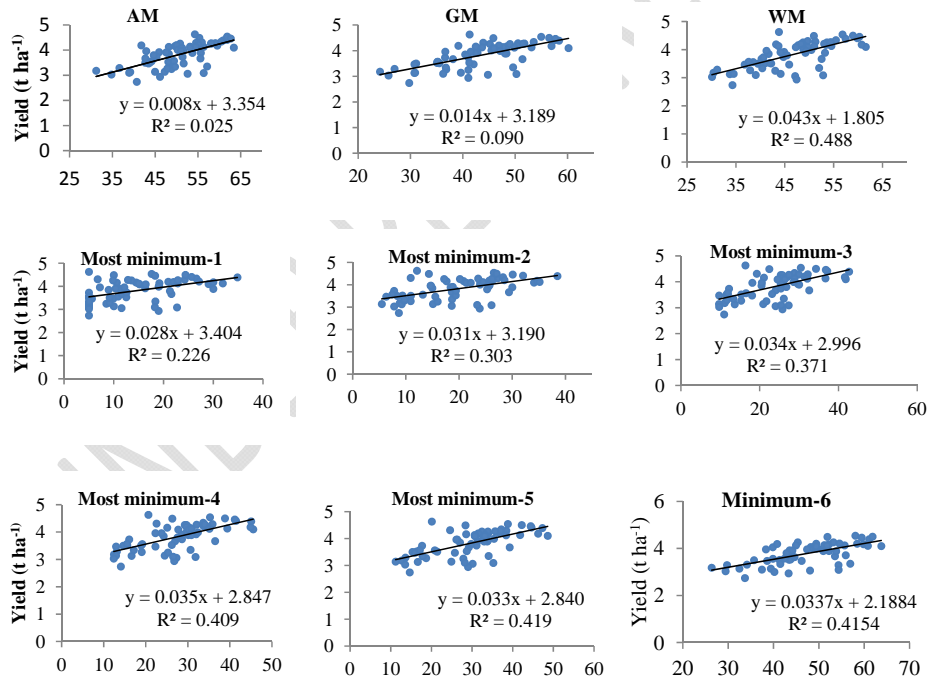 AM
Yield (t ha⁻¹)
5
4
3
2
1
0
y = 0.008x + 3.354
R² = 0.025
25 35 45 55 65
GM
5
4
3
2
1
0
y = 0.014x + 3.189
R² = 0.090
20 30 40 50 60
WM
5
4
3
2
1
0
y = 0.043x + 1.805
R² = 0.488
25 35 45 55 65
Most minimum-1
Yield (t ha⁻¹)
5
4
3
2
1
0
y = 0.028x + 3.404
R² = 0.226
0 10 20 30 40
Most minimum-2
5
4
3
2
1
0
y = 0.031x + 3.190
R² = 0.303
0 10 20 30 40
Most minimum-3
5
4
3
2
1
0
y = 0.034x + 2.996
R² = 0.371
0 20 40 60
Most minimum-4
Yield (t ha⁻¹)
5
4
3
2
1
0
y = 0.035x + 2.847
R² = 0.409
0 10 20 30 40 50
Most minimum-5
5
4
3
2
1
0
y = 0.033x + 2.840
R² = 0.419
0 10 20 30 40 50 60
Minimum-6
Yield (t ha⁻¹)
6
4
2
0
y = 0.0337x + 2.1884
R² = 0.4154
20 30 40 50 60 70